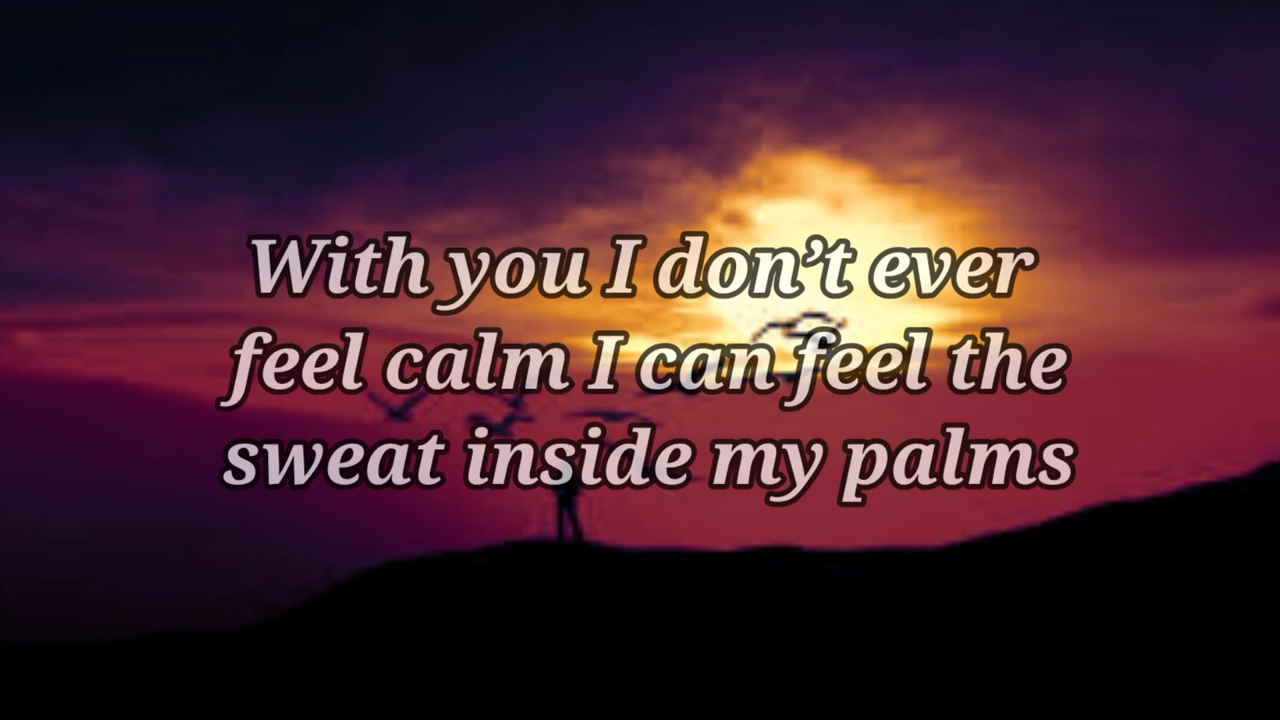 With you I don’t ever
feel calm I can feel the
sweat inside my palms